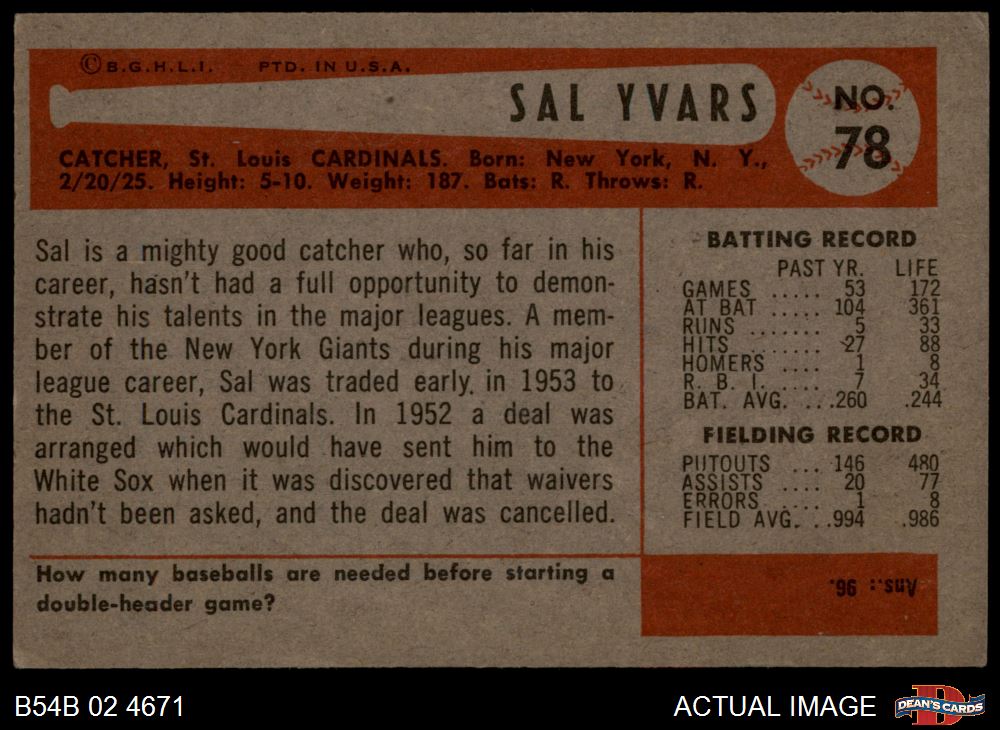 © B.G.H.L.I. PTD. IN U.S.A.
SAL YVARS
NO.
78
CATCHER, St. Louis CARDINALS. Born: New York, N. Y.,
2/20/25. Height: 5-10. Weight: 187. Bats: R. Throws: R.
Sal is a mighty good catcher who, so far in his
career, hasn't had a full opportunity to demon-
strate his talents in the major leagues. A mem-
ber of the New York Giants during his major
league career, Sal was traded early in 1953 to
the St. Louis Cardinals. In 1952 a deal was
arranged which would have sent him to the
White Sox when it was discovered that waivers
hadn't been asked, and the deal was cancelled.
How many baseballs are needed before starting a
double-header game?
BATTING RECORD
PAST YR. LIFE
GAMES ..... 53 172
AT BAT ..... 104 361
RUNS ....... 5 33
HITS ....... 27 88
HOMERS .... 1 8
R. B. I. .... 7 34
BAT. AVG. ...260 .244
FIELDING RECORD
PUTOUTS ... 146 480
ASSISTS .... 20 77
ERRORS .... 1 8
FIELD AVG. ..994 .986
Ans.: 96.
B54B 02 4671
ACTUAL IMAGE
D
DEAN'S CARDS